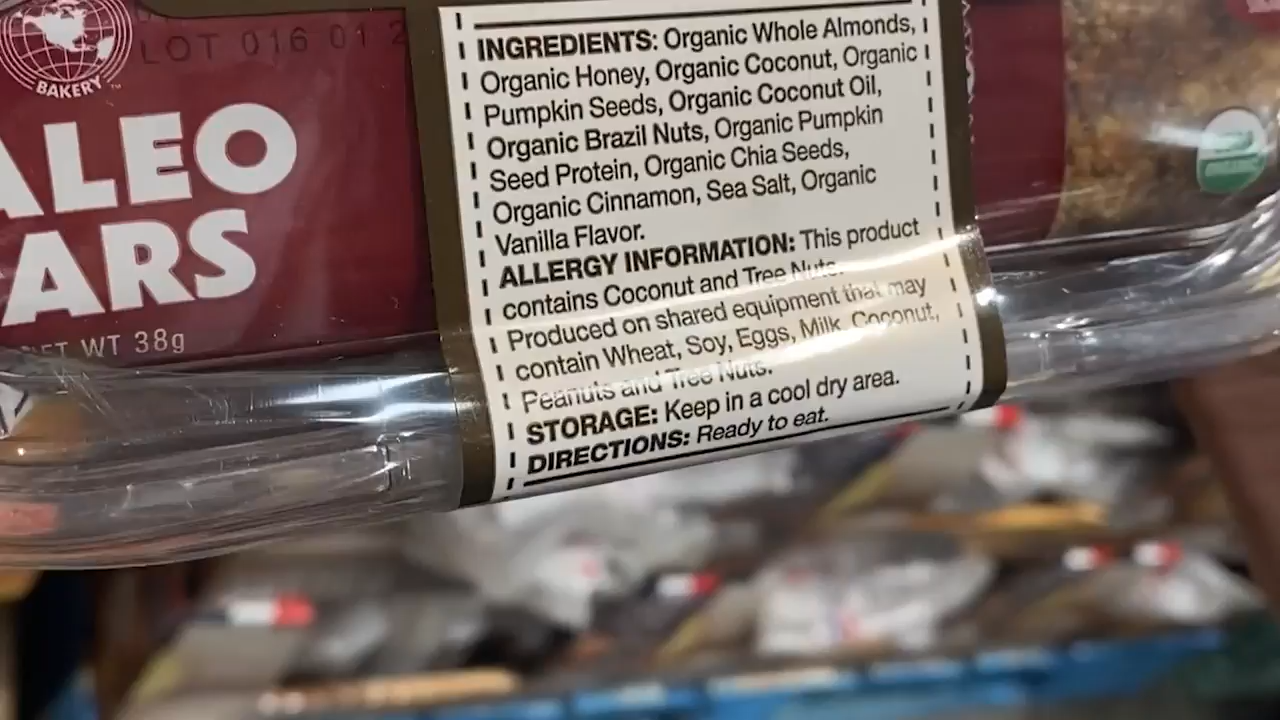 BAKERY
LOT 016 01 2
ALEO
ARS
NET WT 38g
INGREDIENTS: Organic Whole Almonds,
Organic Honey, Organic Coconut, Organic
Pumpkin Seeds, Organic Coconut Oil,
Organic Brazil Nuts, Organic Pumpkin
Seed Protein, Organic Chia Seeds,
Organic Cinnamon, Sea Salt, Organic
Vanilla Flavor.
ALLERGY INFORMATION: This product
contains Coconut and Tree Nuts.
Produced on shared equipment that may
contain Wheat, Soy, Eggs, Milk, Coconut,
Peanuts and Tree Nuts.
STORAGE: Keep in a cool dry area.
DIRECTIONS: Ready to eat.